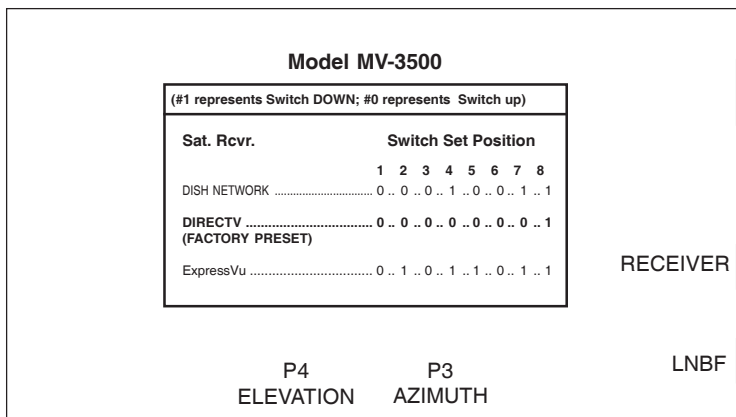 Model MV-3500
(#1 represents Switch DOWN; #0 represents Switch up)
Sat. Rcvr. Switch Set Position
1 2 3 4 5 6 7 8
DISH NETWORK ................................ 0 .. 0 .. 0 .. 1 .. 0 .. 0 .. 1 .. 1
DIRECTV .................................. 0 .. 0 .. 0 .. 0 .. 0 .. 0 .. 0 .. 1
(FACTORY PRESET)
ExpressVu ................................. 0 .. 1 .. 0 .. 1 .. 1 .. 0 .. 1 .. 1
RECEIVER
LNBF
P4 P3
ELEVATION AZIMUTH